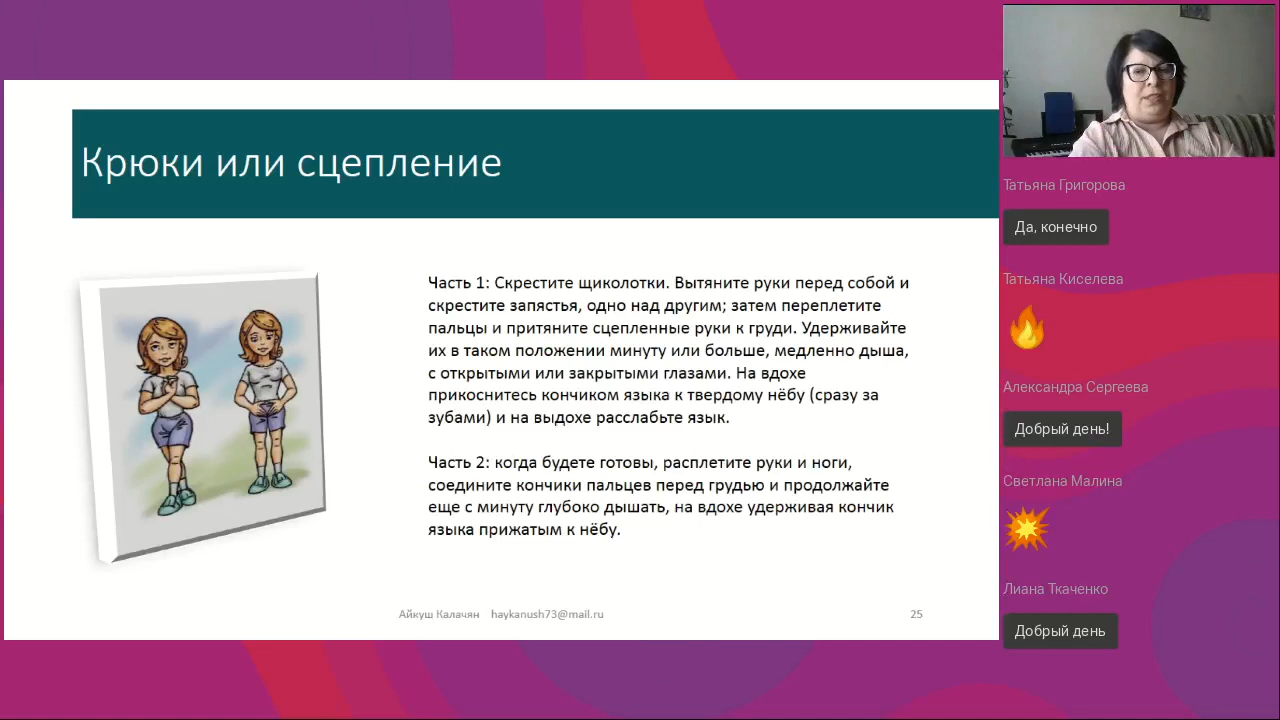 Крюки или сцепление
Часть 1: Скрестите щиколотки. Вытяните руки перед собой и
скрестите запястья, одно над другим; затем переплетите
пальцы и притяните сцепленные руки к груди. Удерживайте
их в таком положении минуту или больше, медленно дыша,
с открытыми или закрытыми глазами. На вдохе
прикоснитесь кончиком языка к твердому нёбу (сразу за
зубами) и на выдохе расслабьте язык.
Часть 2: когда будете готовы, расплетите руки и ноги,
соедините кончики пальцев перед грудью и продолжайте
еще с минуту глубоко дышать, на вдохе удерживая кончик
языка прижатым к нёбу.
Айкуш Калачян haykanush73@mail.ru
25
Татьяна Григорова
Да, конечно
Татьяна Киселева
Александра Сергеева
Добрый день!
Светлана Малина
Лиана Ткаченко
Добрый день